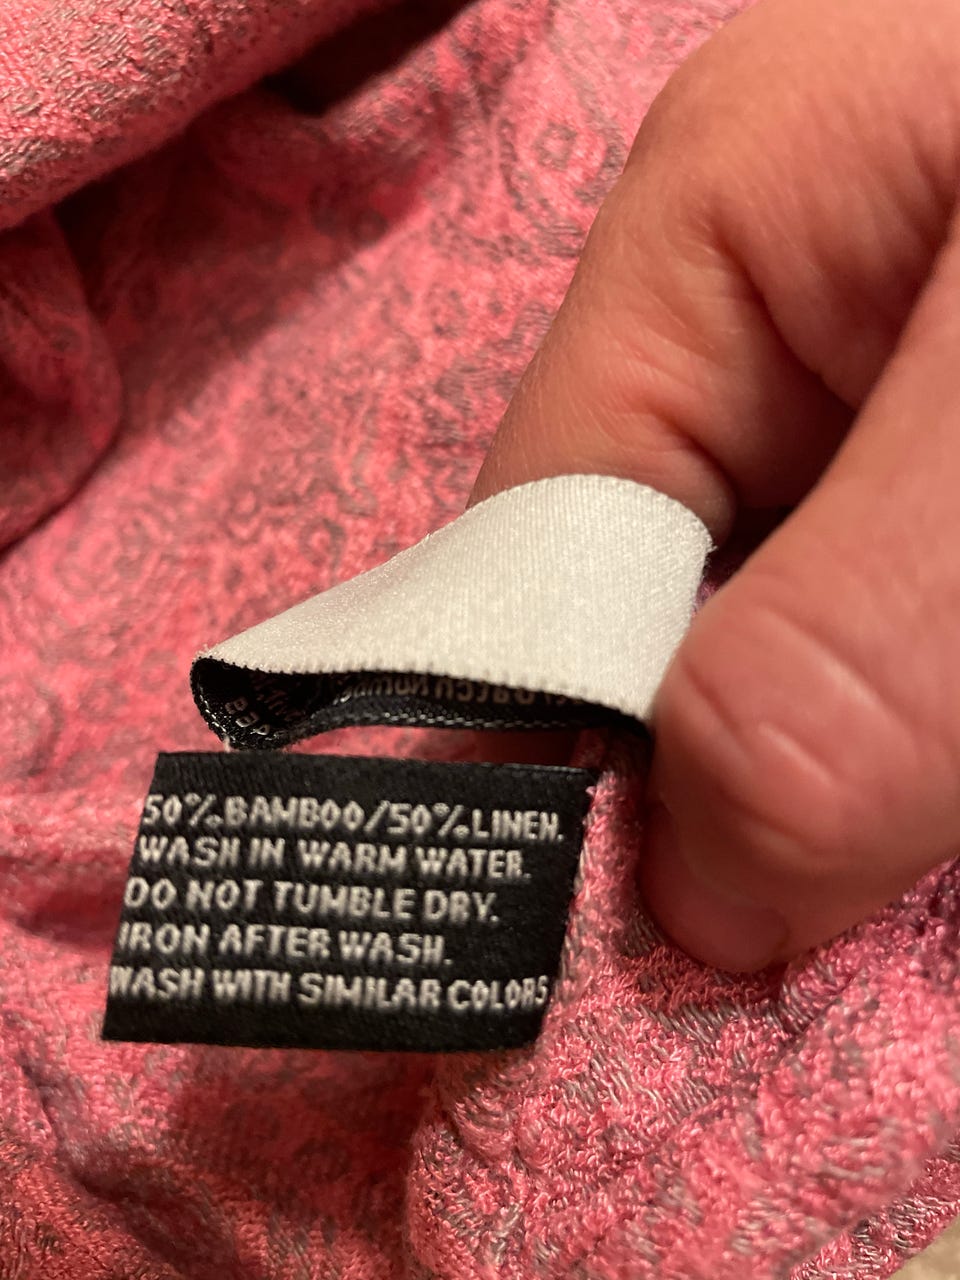 50% BAMBOO/50% LINEN.
WASH IN WARM WATER.
DO NOT TUMBLE DRY.
IRON AFTER WASH.
WASH WITH SIMILAR COLORS